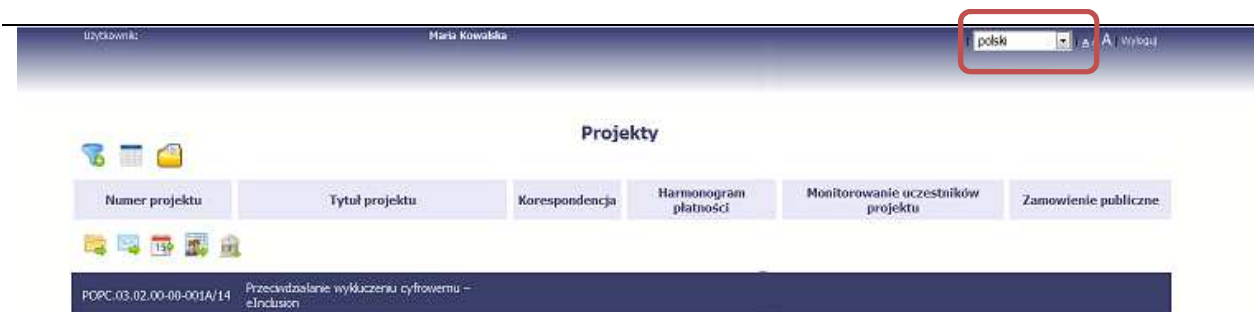 Użytkownik: Maria Kowalska polski A A Wyloguj
Projekty
Numer projektu Tytuł projektu Korespondencja Harmonogram płatności Monitorowanie uczestników projektu Zamowienie publiczne
15
POPC.03.02.00-00-001A/14 Przeciwdziałanie wykluczeniu cyfrowemu – eInclusion